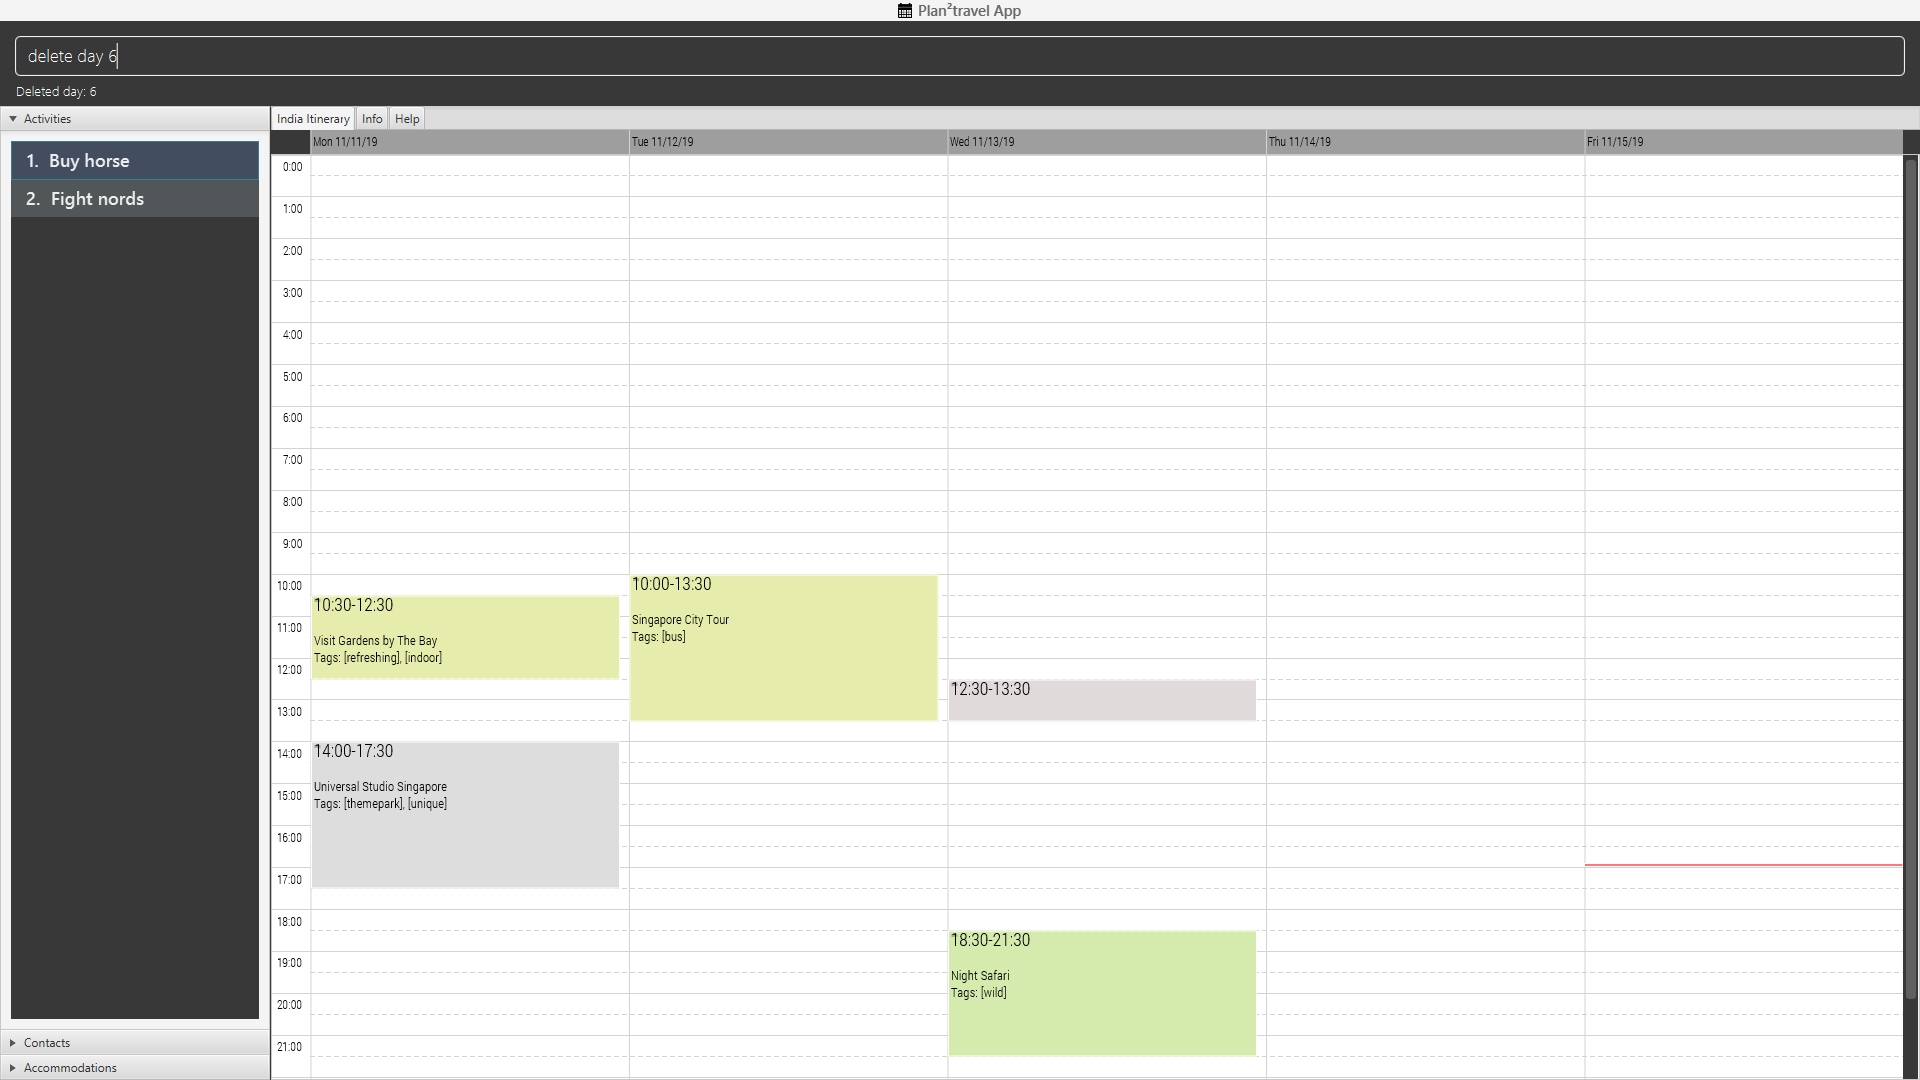 Plan²travel App
delete day 6
Deleted day: 6
Activities
1. Buy horse
2. Fight nords
Contacts
Accommodations
India Itinerary Info Help
Mon 11/11/19 Tue 11/12/19 Wed 11/13/19 Thu 11/14/19 Fri 11/15/19
0:00
1:00
2:00
3:00
4:00
5:00
6:00
7:00
8:00
9:00
10:00
11:00
12:00
13:00
14:00
15:00
16:00
17:00
18:00
19:00
20:00
21:00
10:30-12:30
Visit Gardens by The Bay
Tags: [refreshing], [indoor]
14:00-17:30
Universal Studio Singapore
Tags: [themepark], [unique]
10:00-13:30
Singapore City Tour
Tags: [bus]
12:30-13:30
18:30-21:30
Night Safari
Tags: [wild]